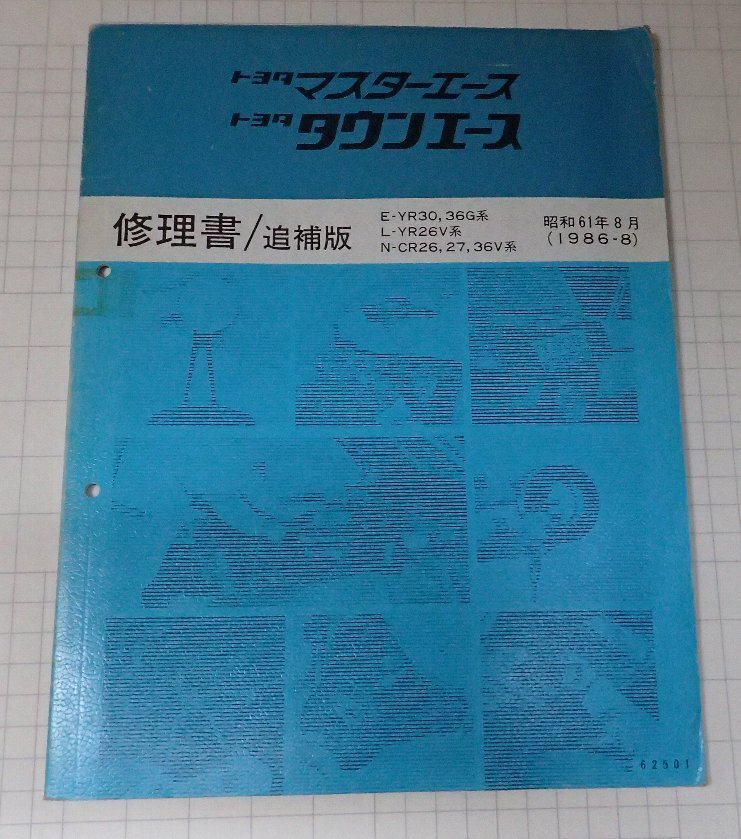 トヨタ マスターエース
トヨタ タウンエース
修理書/追補版
E-YR30,36G系
L-YR26V系
N-CR26,27,36V系
昭和61年8月
(1986-8)
62501